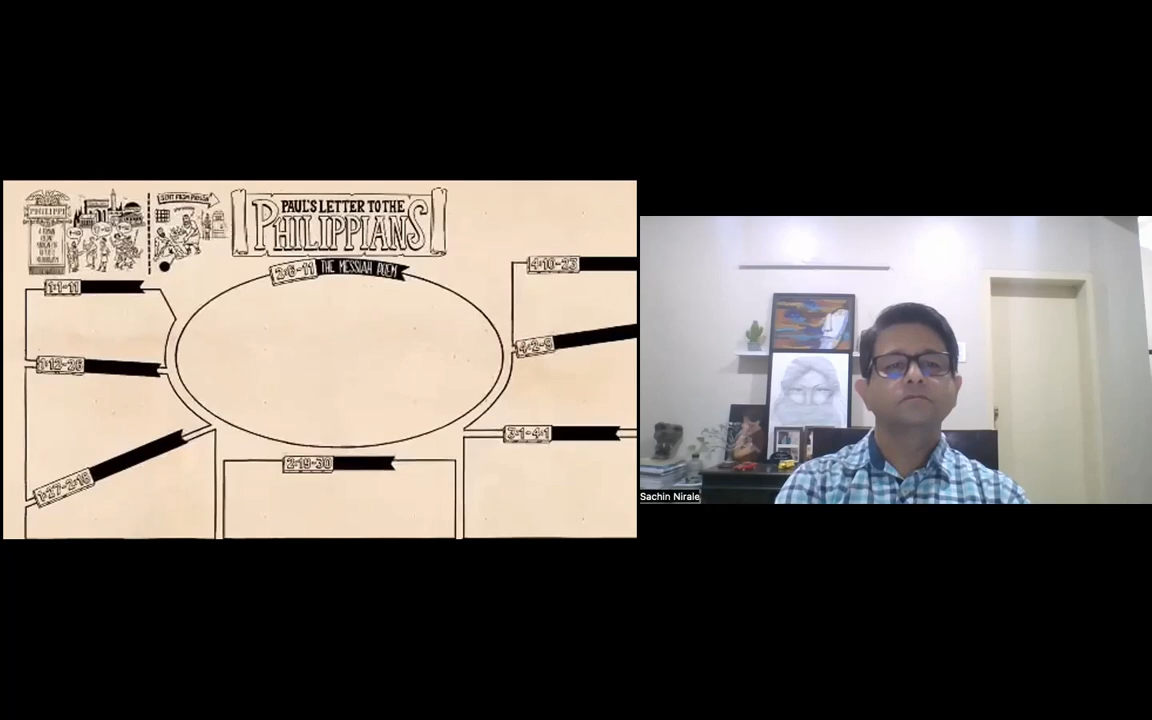 PHILIPPI
SENT FROM PRISON
PAUL'S LETTER TO THE
PHILIPPIANS
2:6-11 THE MESSIAH POEM
4:10-23
1:1-11
4:2-9
1:12-26
3:1-4:1
2:19-30
1:27-2:18
Sachin Nirale